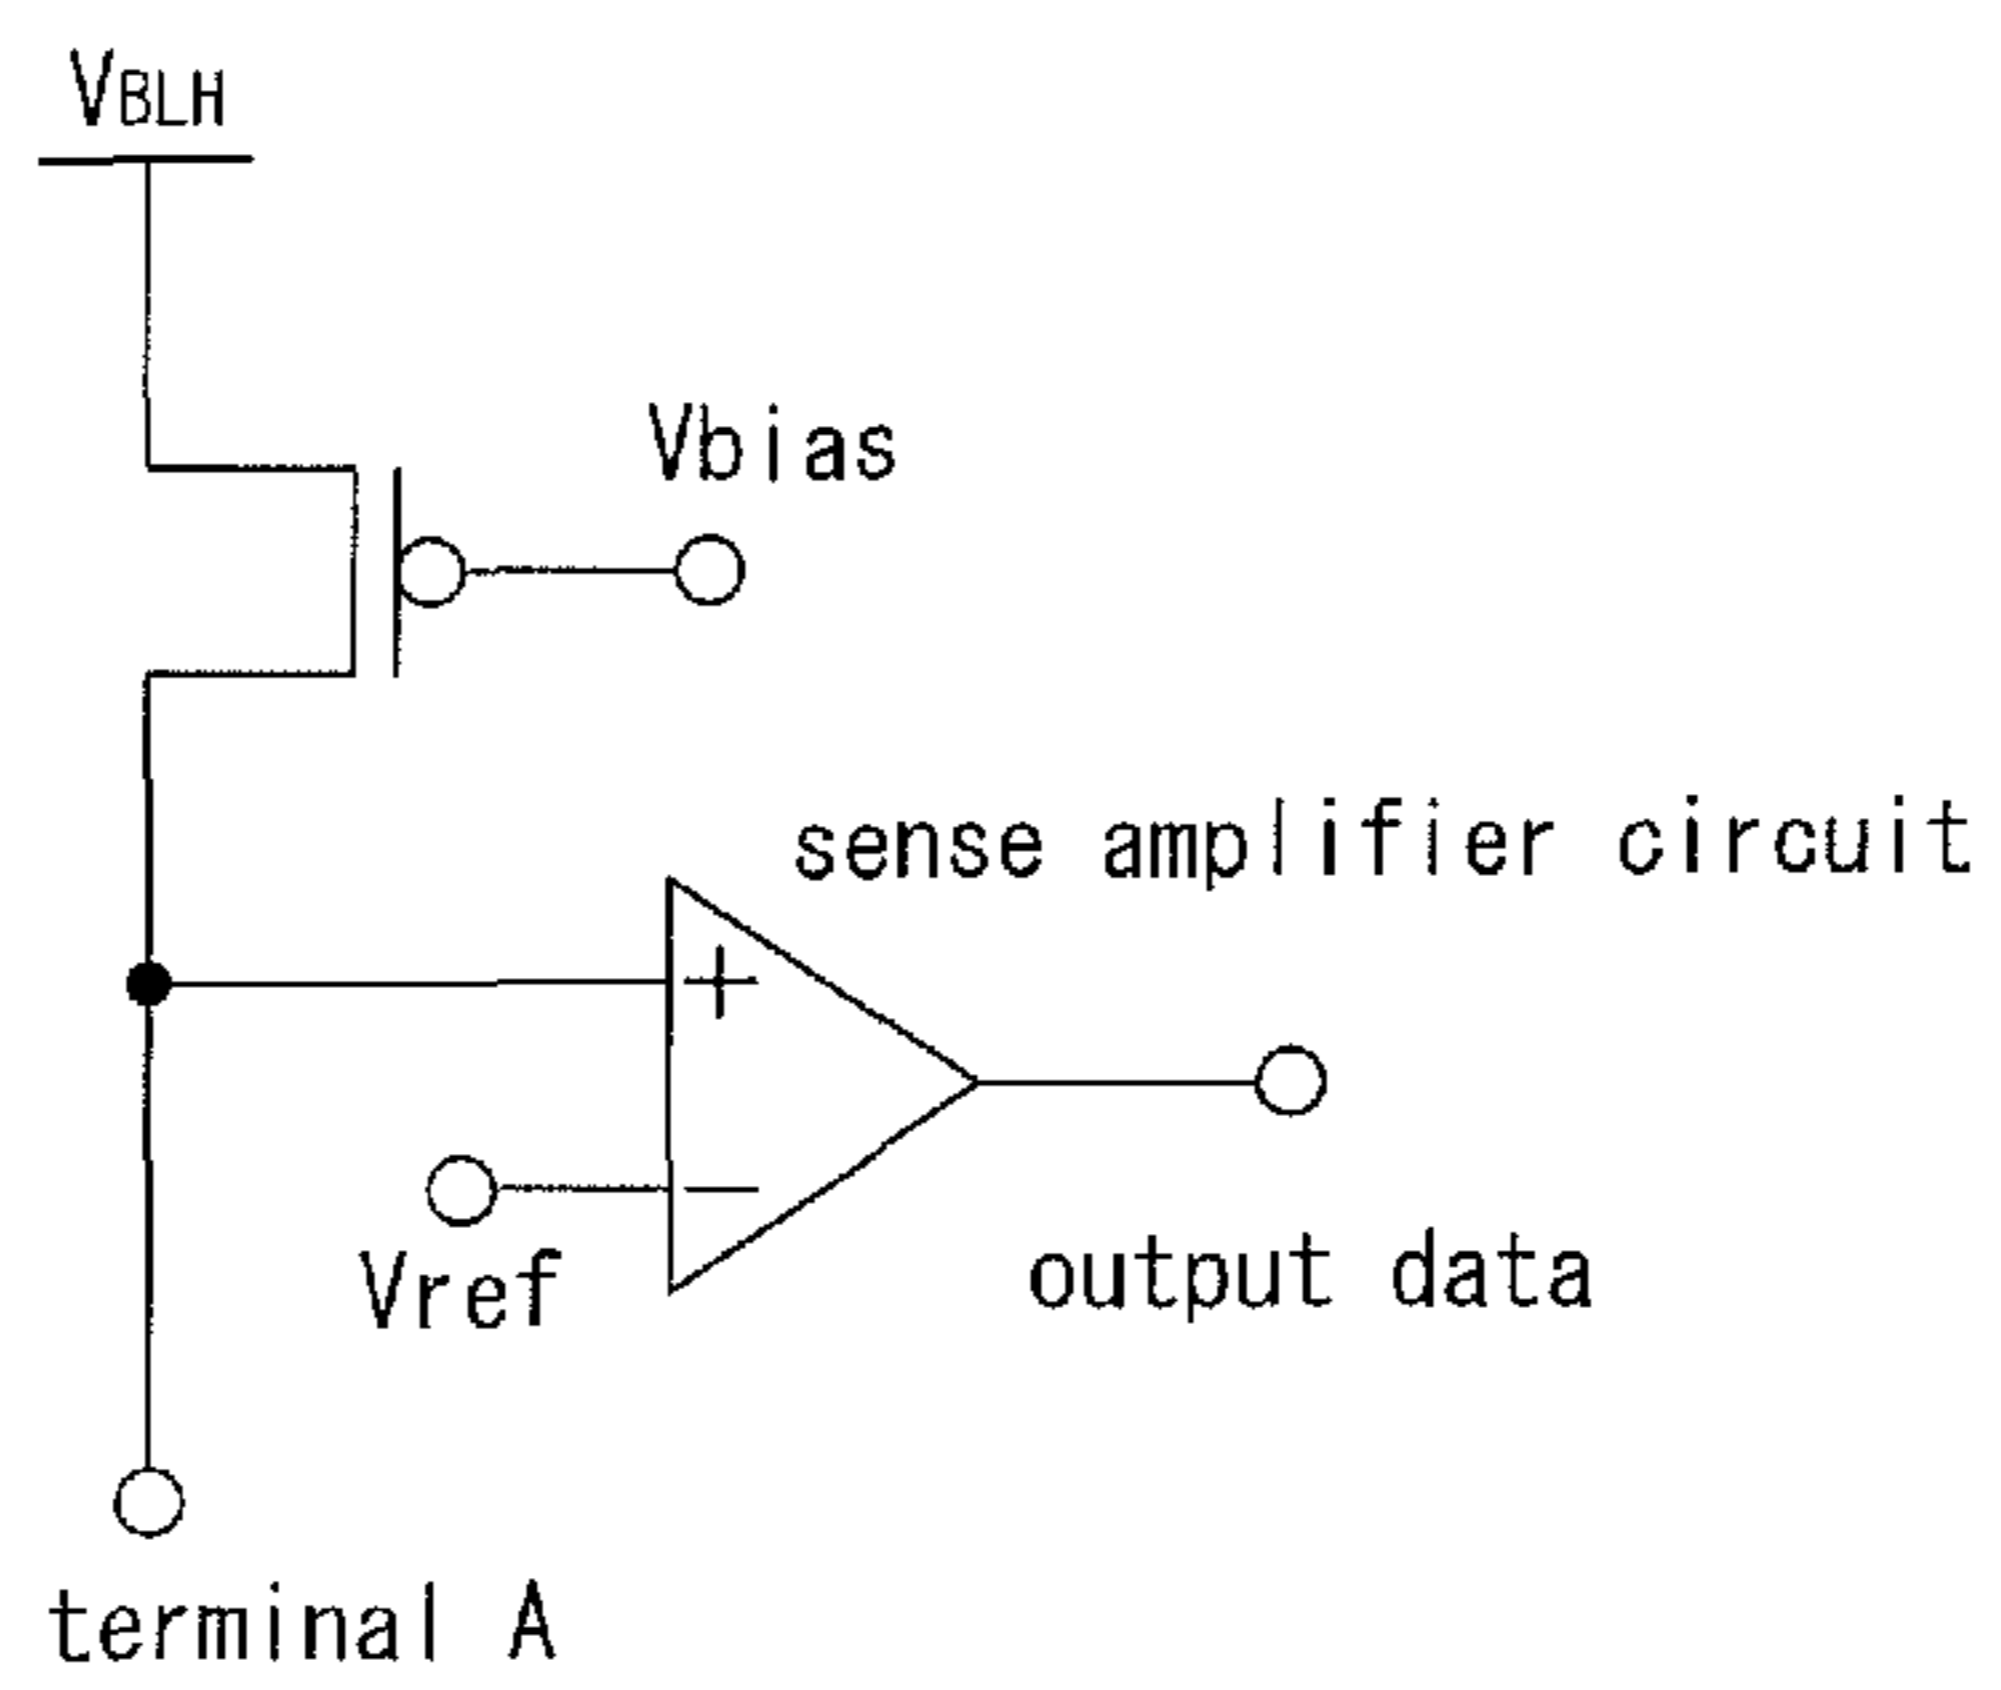 VBLH
Vbias
sense amplifier circuit
+
−
Vref
output data
terminal A